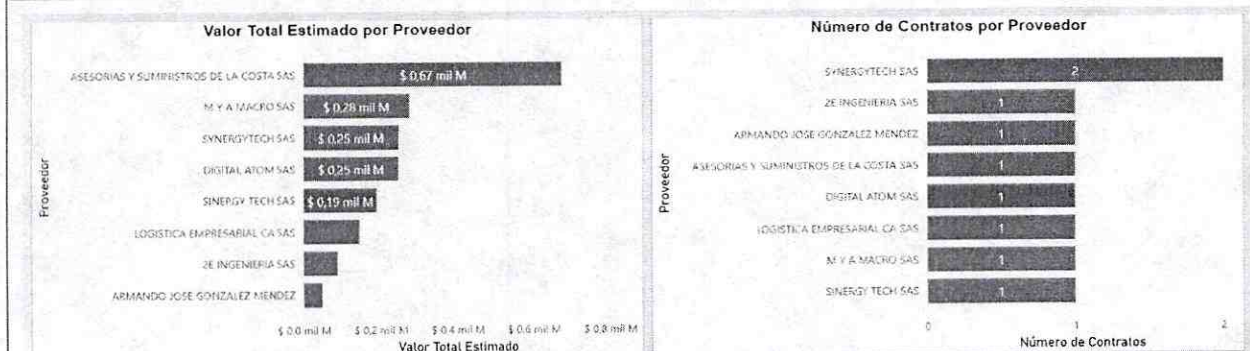 Valor Total Estimado por Proveedor
ASESORIAS Y SUMINISTROS DE LA COSTA SAS
$ 0,67 mil M
M Y A MACRO SAS
$ 0,28 mil M
SYNERGYTECH SAS
$ 0,25 mil M
DIGITAL ATOM SAS
$ 0,25 mil M
SINERGY TECH SAS
$ 0,19 mil M
LOGISTICA EMPRESARIAL CA SAS
2E INGENIERIA SAS
ARMANDO JOSE GONZALEZ MENDEZ
Proveedor
$ 0,0 mil M $ 0,2 mil M $ 0,4 mil M $ 0,6 mil M $ 0,8 mil M
Valor Total Estimado
Número de Contratos por Proveedor
SYNERGYTECH SAS
2
2E INGENIERIA SAS
1
ARMANDO JOSE GONZALEZ MENDEZ
1
ASESORIAS Y SUMINISTROS DE LA COSTA SAS
1
DIGITAL ATOM SAS
1
LOGISTICA EMPRESARIAL CA SAS
1
M Y A MACRO SAS
1
SINERGY TECH SAS
1
Proveedor
0 1 2
Número de Contratos